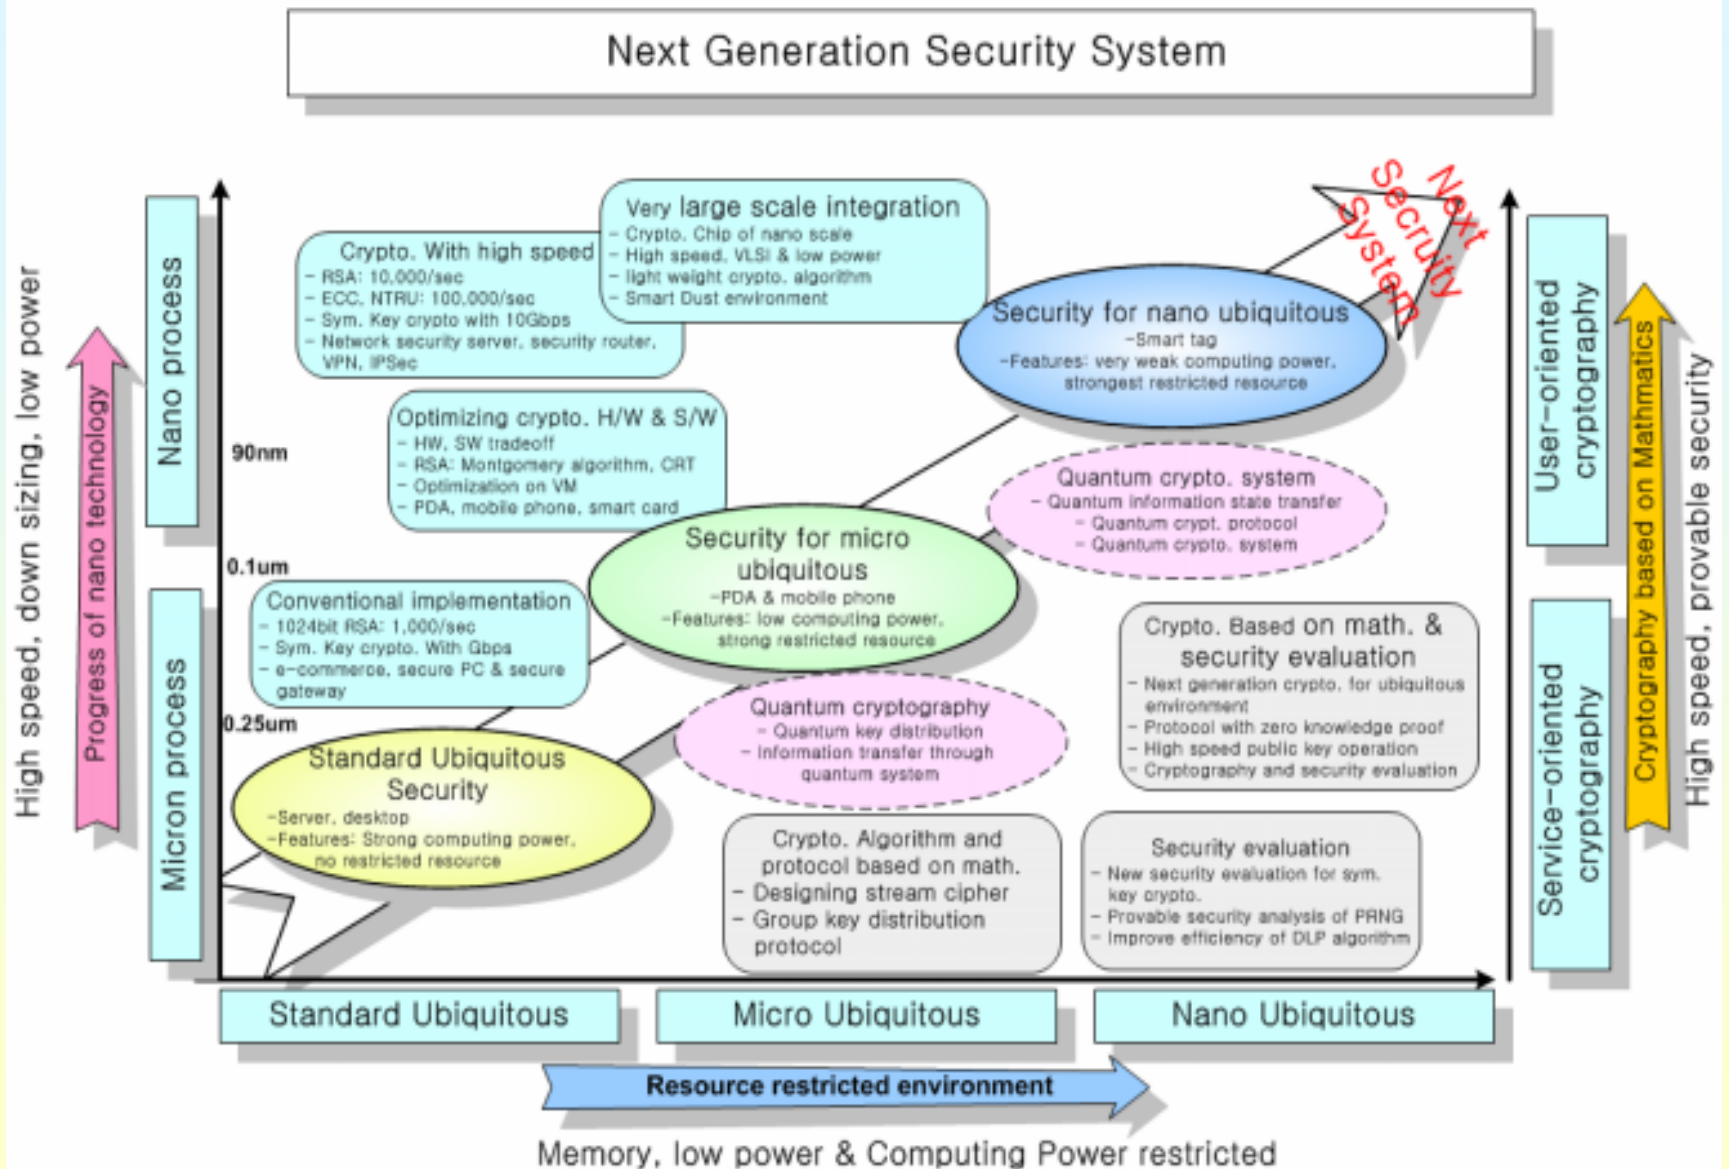 Next Generation Security System
Next
Secruity
System
Very large scale integration
- Crypto. Chip of nano scale
- High speed, VLSI & low power
- light weight crypto. algorithm
- Smart Dust environment
Crypto. With high speed
- RSA: 10,000/sec
- ECC, NTRU: 100,000/sec
- Sym. Key crypto with 10Gbps
- Network security server, security router,
VPN, IPSec
Security for nano ubiquitous
-Smart tag
-Features: very weak computing power,
strongest restricted resource
Optimizing crypto. H/W & S/W
- HW, SW tradeoff
- RSA: Montgomery algorithm, CRT
- Optimization on VM
- PDA, mobile phone, smart card
Quantum crypto. system
- Quantum information state transfer
- Quantum crypt. protocol
- Quantum crypto. system
Security for micro
ubiquitous
-PDA & mobile phone
-Features: low computing power,
strong restricted resource
Conventional implementation
- 1024bit RSA: 1,000/sec
- Sym. Key crypto. With Gbps
- e-commerce, secure PC & secure
gateway
Crypto. Based on math. &
security evaluation
- Next generation crypto. for ubiquitous
environment
- Protocol with zero knowledge proof
- High speed public key operation
- Cryptography and security evaluation
Quantum cryptography
- Quantum key distribution
- Information transfer through
quantum system
Standard Ubiquitous
Security
-Server, desktop
-Features: Strong computing power,
no restricted resource
Crypto. Algorithm and
protocol based on math.
- Designing stream cipher
- Group key distribution
protocol
Security evaluation
- New security evaluation for sym.
key crypto.
- Provable security analysis of PRNG
- Improve efficiency of DLP algorithm
90nm
0.1um
0.25um
High speed, down sizing, low power
Progress of nano technology
Nano process
Micron process
User-oriented
cryptography
Service-oriented
cryptography
Cryptography based on Mathmatics
High speed, provable security
Standard Ubiquitous
Micro Ubiquitous
Nano Ubiquitous
Resource restricted environment
Memory, low power & Computing Power restricted